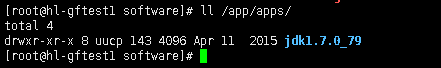 [root@hl-gftest1 software]# ll /app/apps/
total 4
drwxr-xr-x 8 uucp 143 4096 Apr 11  2015 jdk1.7.0_79
[root@hl-gftest1 software]#